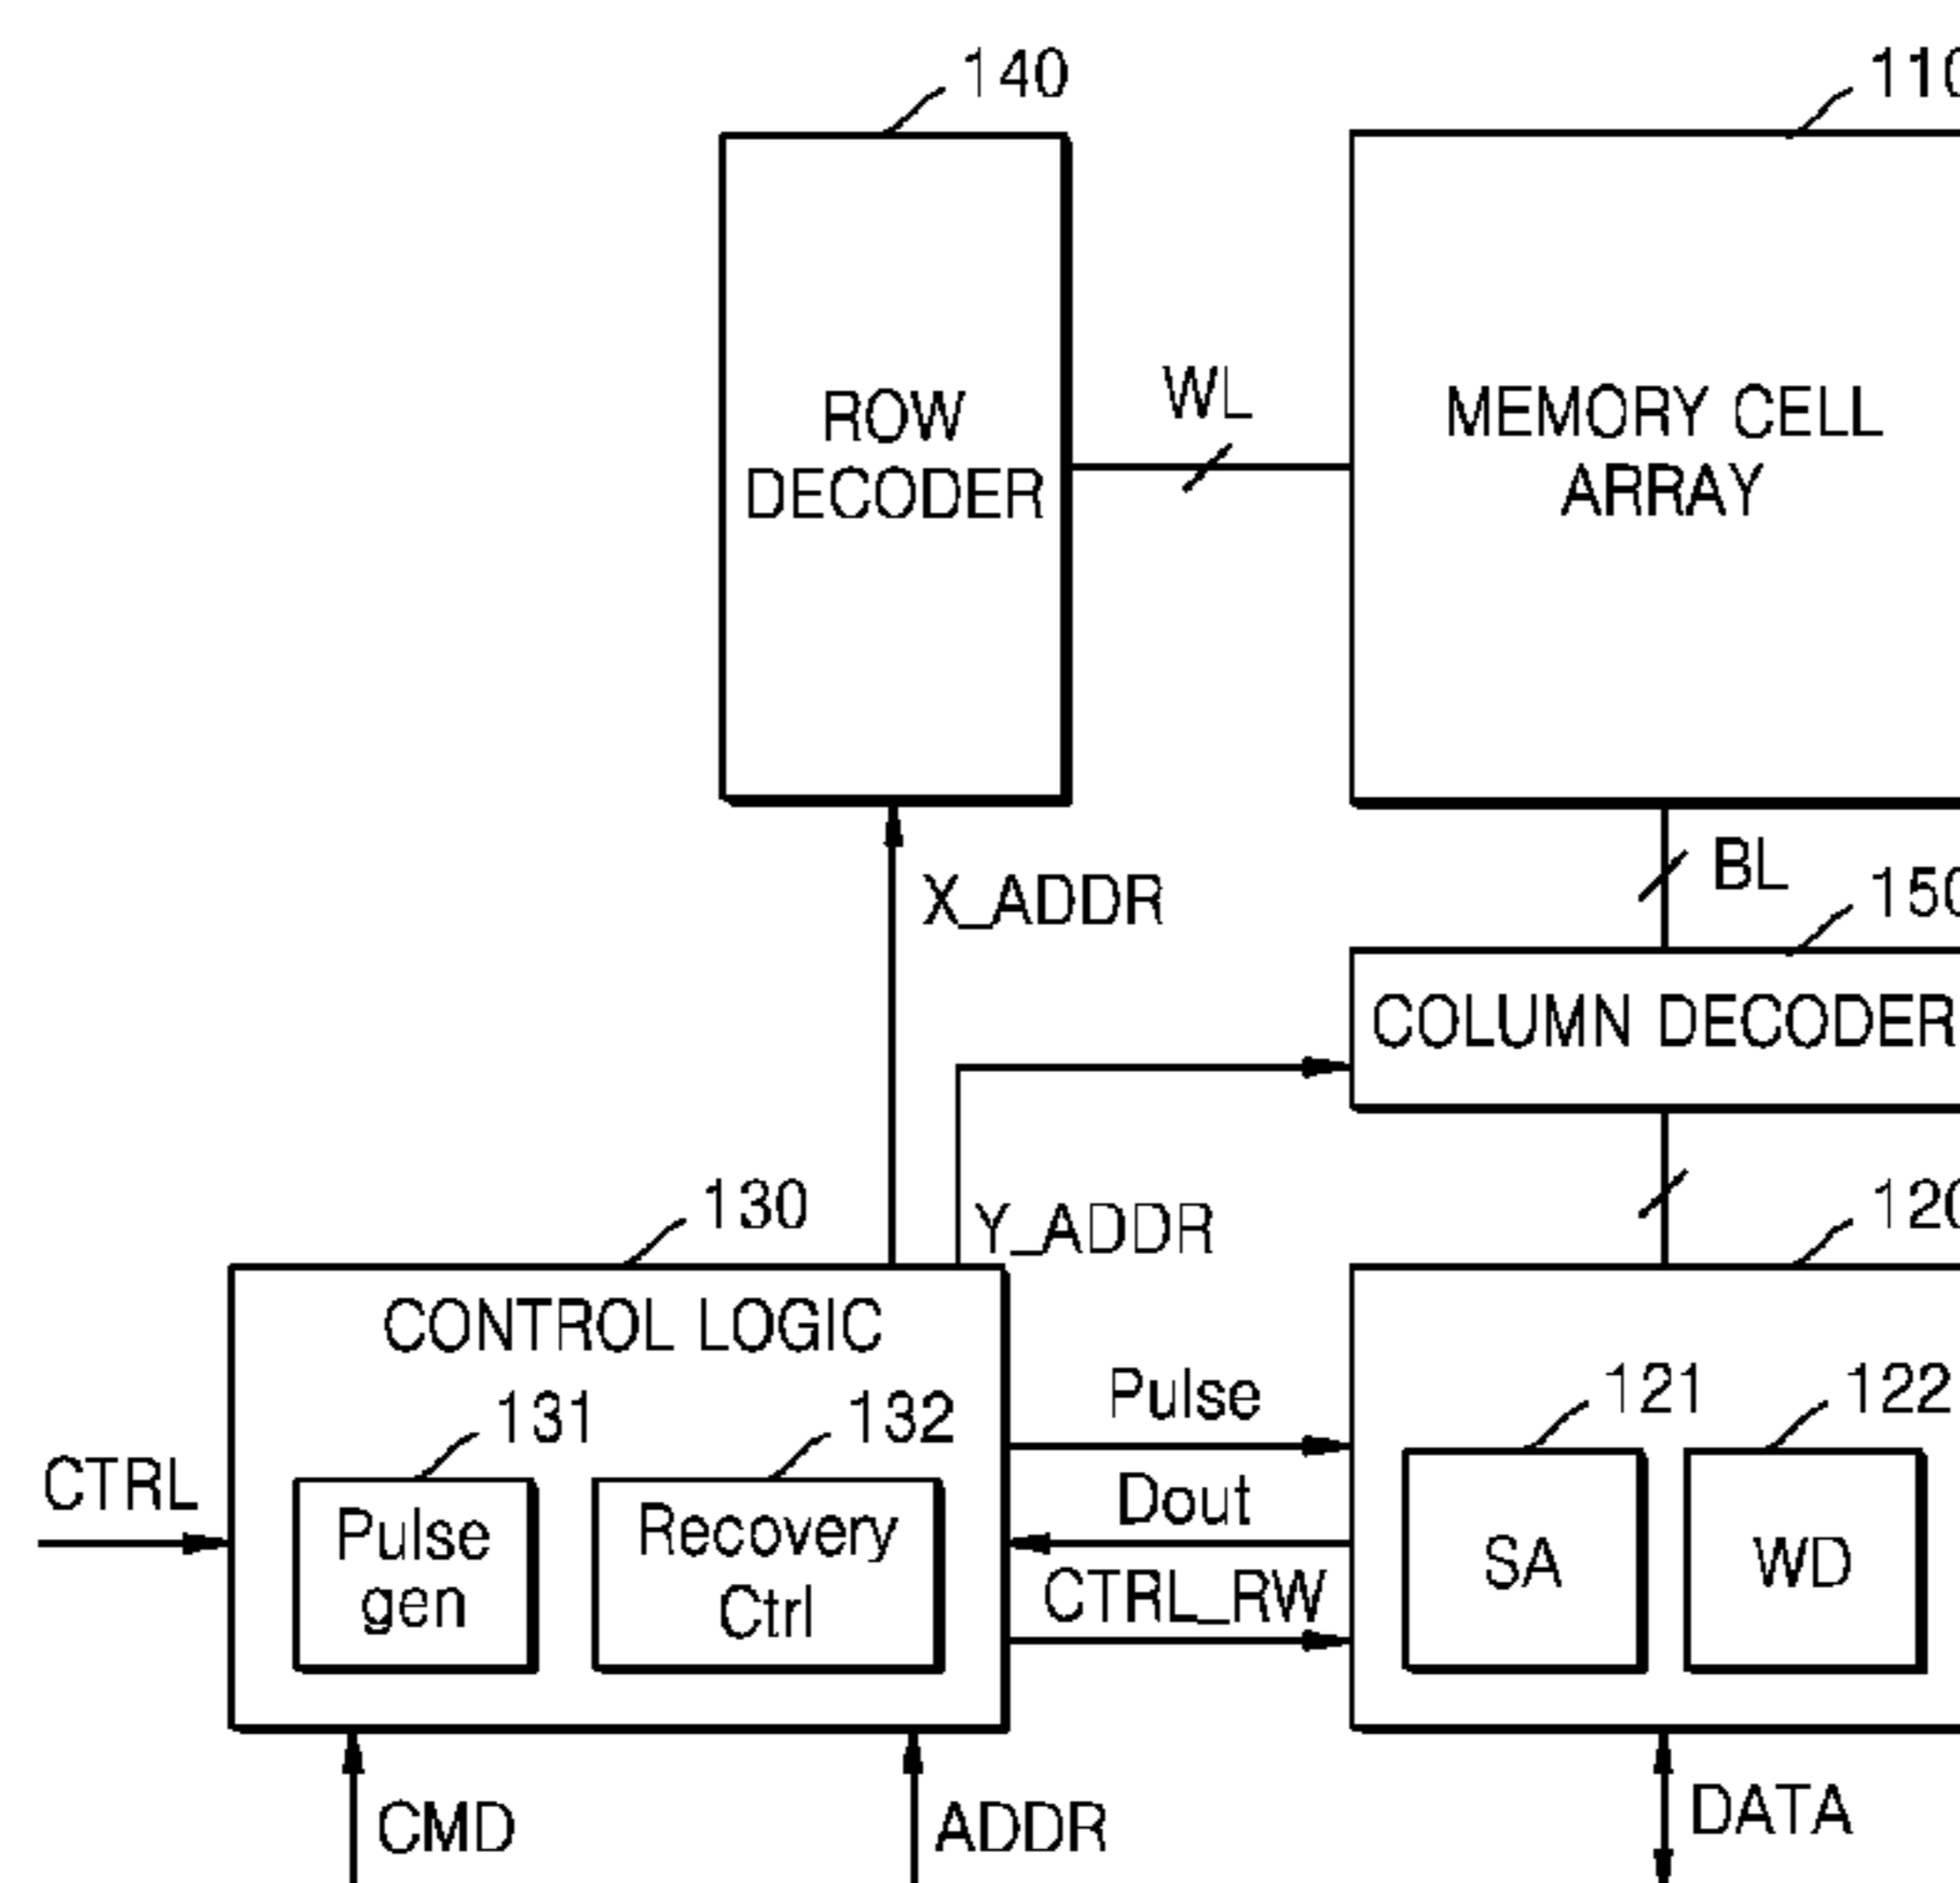 140
110
ROW
DECODER
WL
MEMORY CELL
ARRAY
X_ADDR
BL
150
COLUMN DECODER
130
Y_ADDR
120
CONTROL LOGIC
131
132
Pulse
121
122
CTRL
Pulse
gen
Recovery
Ctrl
Dout
SA
WD
CTRL_RW
CMD
ADDR
DATA